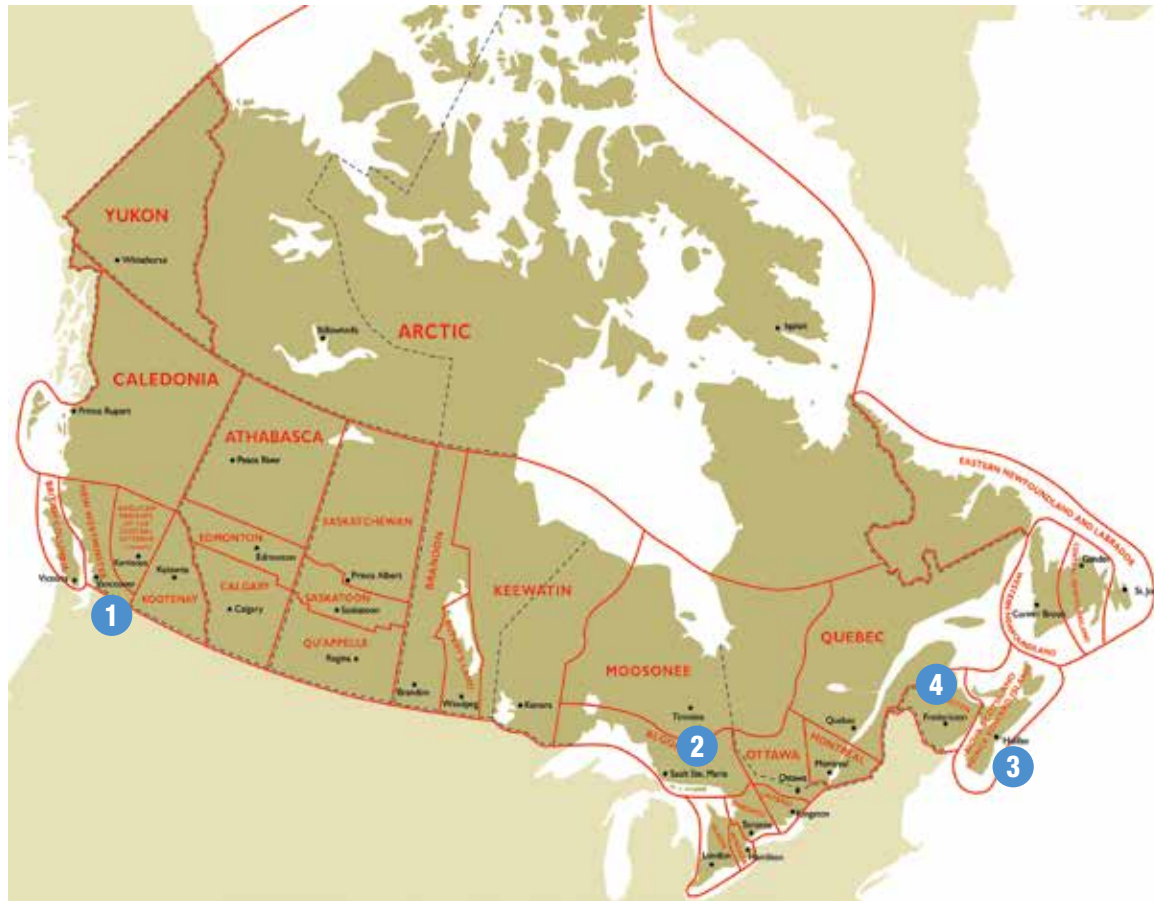 YUKON
Whitehorse
ARCTIC
Yellowknife
Iqaluit
CALEDONIA
Prince Rupert
ATHABASCA
Peace River
EASTERN NEWFOUNDLAND AND LABRADOR
EDMONTON
Edmonton
SASKATCHEWAN
Prince Albert
BRANDON
KEEWATIN
Kamloops
Kelowna
KOOTENAY
Victoria
Vancouver
CALGARY
Calgary
SASKATOON
Saskatoon
QU'APPELLE
Regina
Brandon
Winnipeg
Kenora
MOOSONEE
Timmins
QUEBEC
Quebec
WESTERN NEWFOUNDLAND
Gander
Corner Brook
Fredericton
Halifax
Sault Ste. Marie
OTTAWA
Ottawa
MONTREAL
Montreal
Kingston
Toronto
London
Hamilton
1
2
3
4